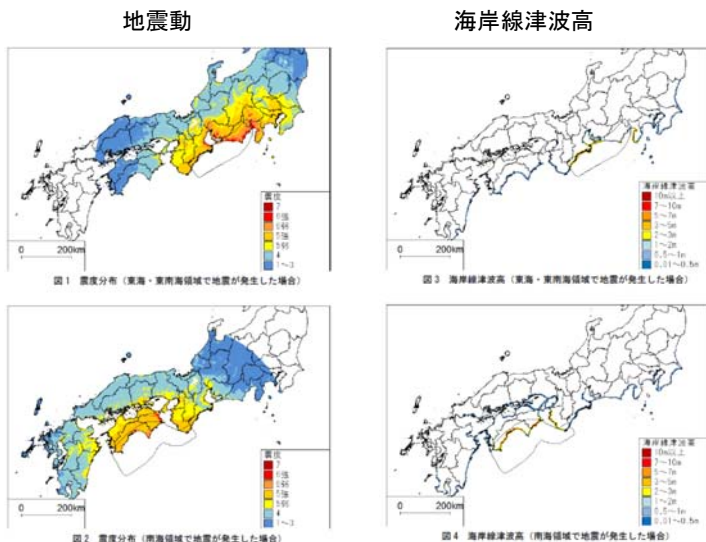 地震動
海岸線津波高
震度
7
6強
6弱
5強
5弱
4
1～3
0 200km
図1 震度分布（東海・東南海領域で地震が発生した場合）
海岸線津波高
10m以上
7～10m
5～7m
3～5m
2～3m
1～2m
0.5～1m
0.01～0.5m
0 200km
図3 海岸線津波高（東海・東南海領域で地震が発生した場合）
震度
7
6強
6弱
5強
5弱
4
1～3
0 200km
図2 震度分布（南海領域で地震が発生した場合）
海岸線津波高
10m以上
7～10m
5～7m
3～5m
2～3m
1～2m
0.5～1m
0.01～0.5m
0 200km
図4 海岸線津波高（南海領域で地震が発生した場合）